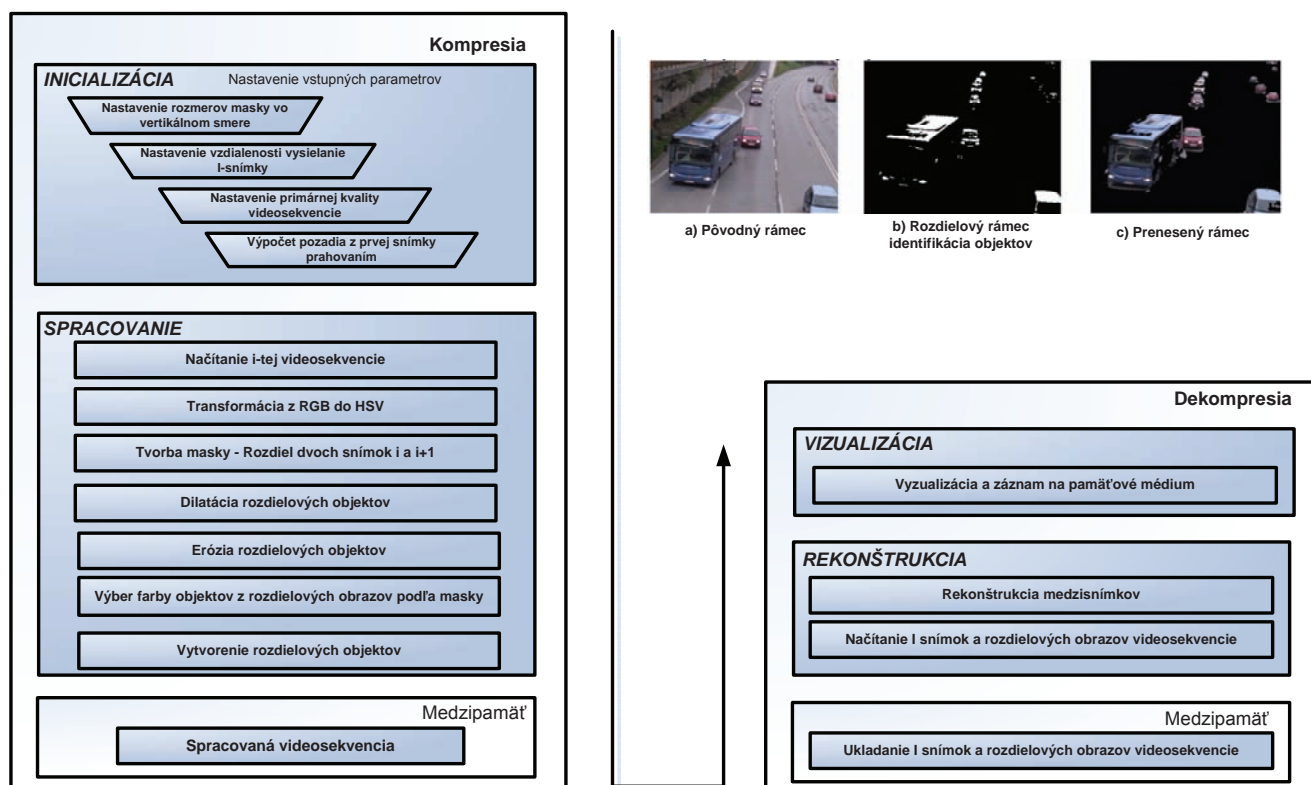 Kompresia
INICIALIZÁCIA
Nastavenie vstupných parametrov
Nastavenie rozmerov masky vo
vertikálnom smere
Nastavenie vzdialenosti vysielanie
I-snímky
Nastavenie primárnej kvality
videosekvencie
Výpočet pozadia z prvej snímky
prahovaním
SPRACOVANIE
Načítanie i-tej videosekvencie
Transformácia z RGB do HSV
Tvorba masky - Rozdiel dvoch snímok i a i+1
Dilatácia rozdielových objektov
Erózia rozdielových objektov
Výber farby objektov z rozdielových obrazov podľa masky
Vytvorenie rozdielových objektov
Medzipamäť
Spracovaná videosekvencia
a) Pôvodný rámec
b) Rozdielový rámec
identifikácia objektov
c) Prenesený rámec
Dekompresia
VIZUALIZÁCIA
Vyzualizácia a záznam na pamäťové médium
REKONŠTRUKCIA
Rekonštrukcia medzisnímkov
Načítanie I snímok a rozdielových obrazov videosekvencie
Medzipamäť
Ukladanie I snímok a rozdielových obrazov videosekvencie